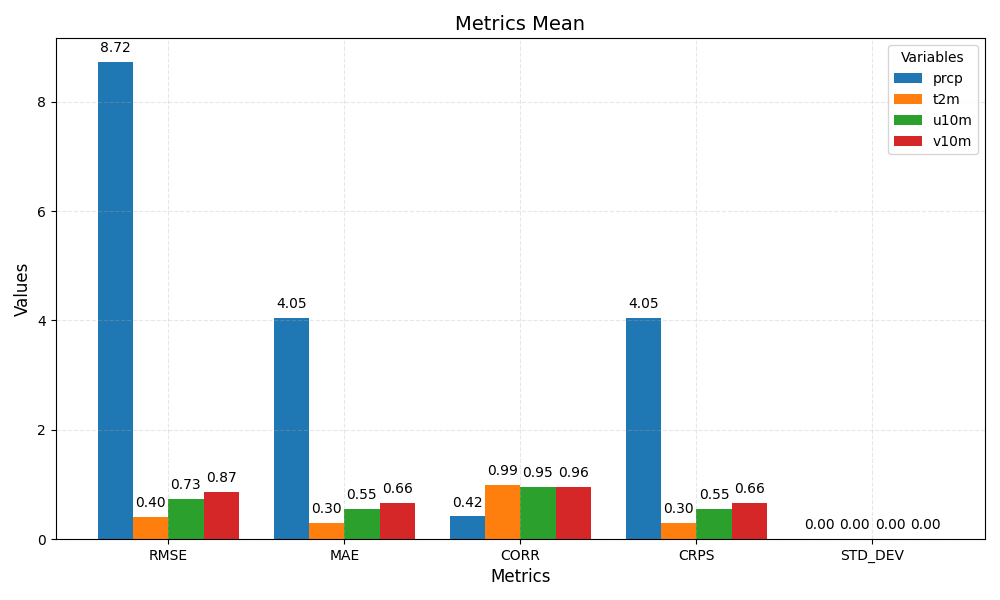 Metrics Mean
Values
8
6
4
2
0
8.72
0.40
0.73
0.87
4.05
0.30
0.55
0.66
0.42
0.99
0.95
0.96
4.05
0.30
0.55
0.66
0.00
0.00
0.00
0.00
Variables
prcp
t2m
u10m
v10m
RMSE
MAE
CORR
CRPS
STD_DEV
Metrics